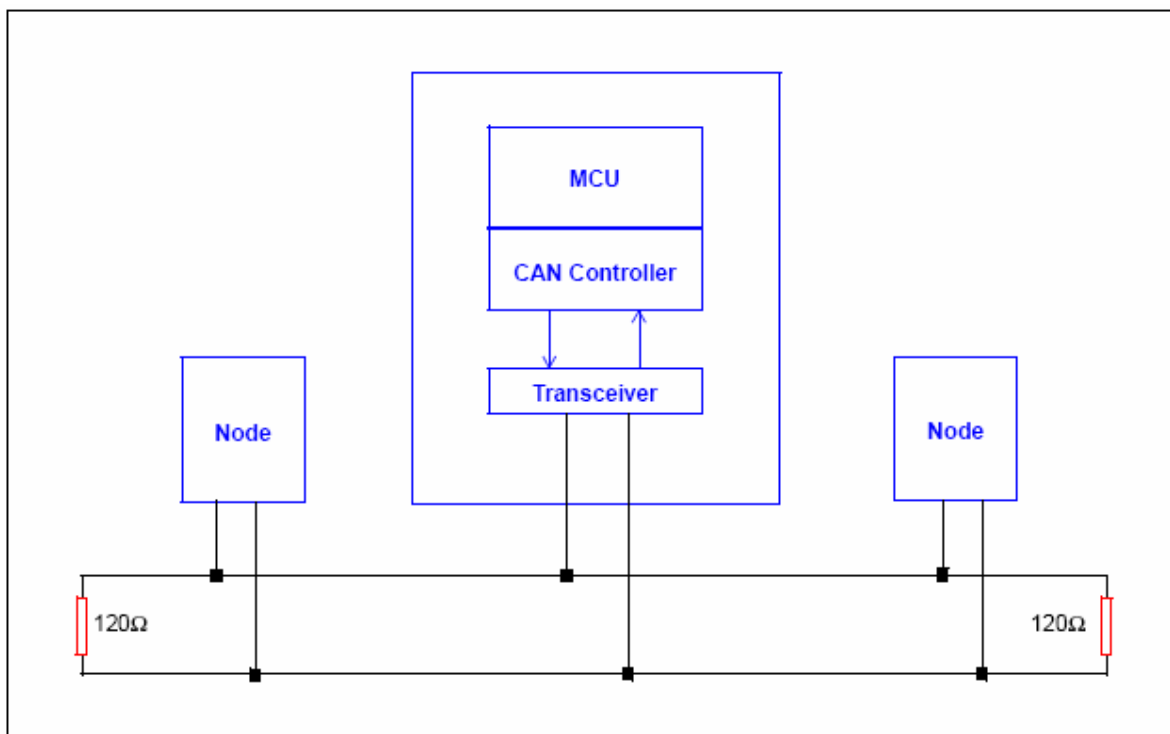 MCU
CAN Controller
Transceiver
Node
Node
120Ω
120Ω